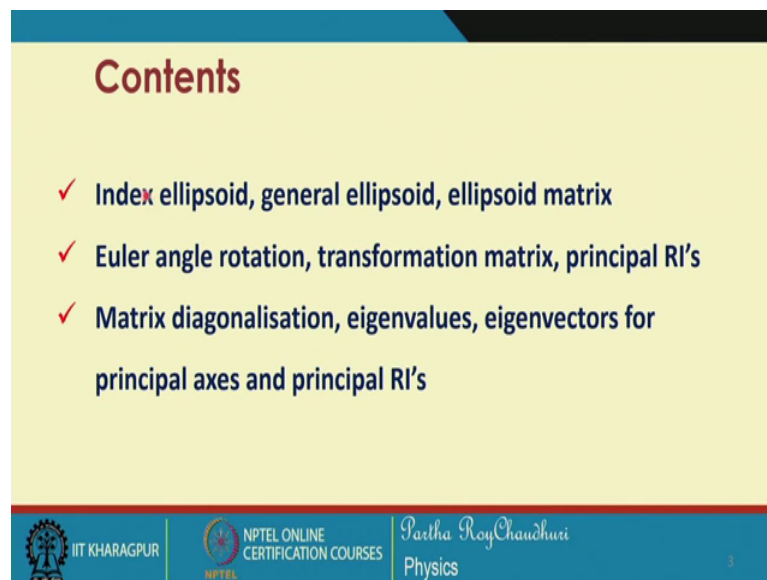 Contents
✓ Index ellipsoid, general ellipsoid, ellipsoid matrix
✓ Euler angle rotation, transformation matrix, principal RI's
✓ Matrix diagonalisation, eigenvalues, eigenvectors for
principal axes and principal RI's
IIT KHARAGPUR
NPTEL
NPTEL ONLINE
CERTIFICATION COURSES
Partha RoyChaudhuri
Physics
3